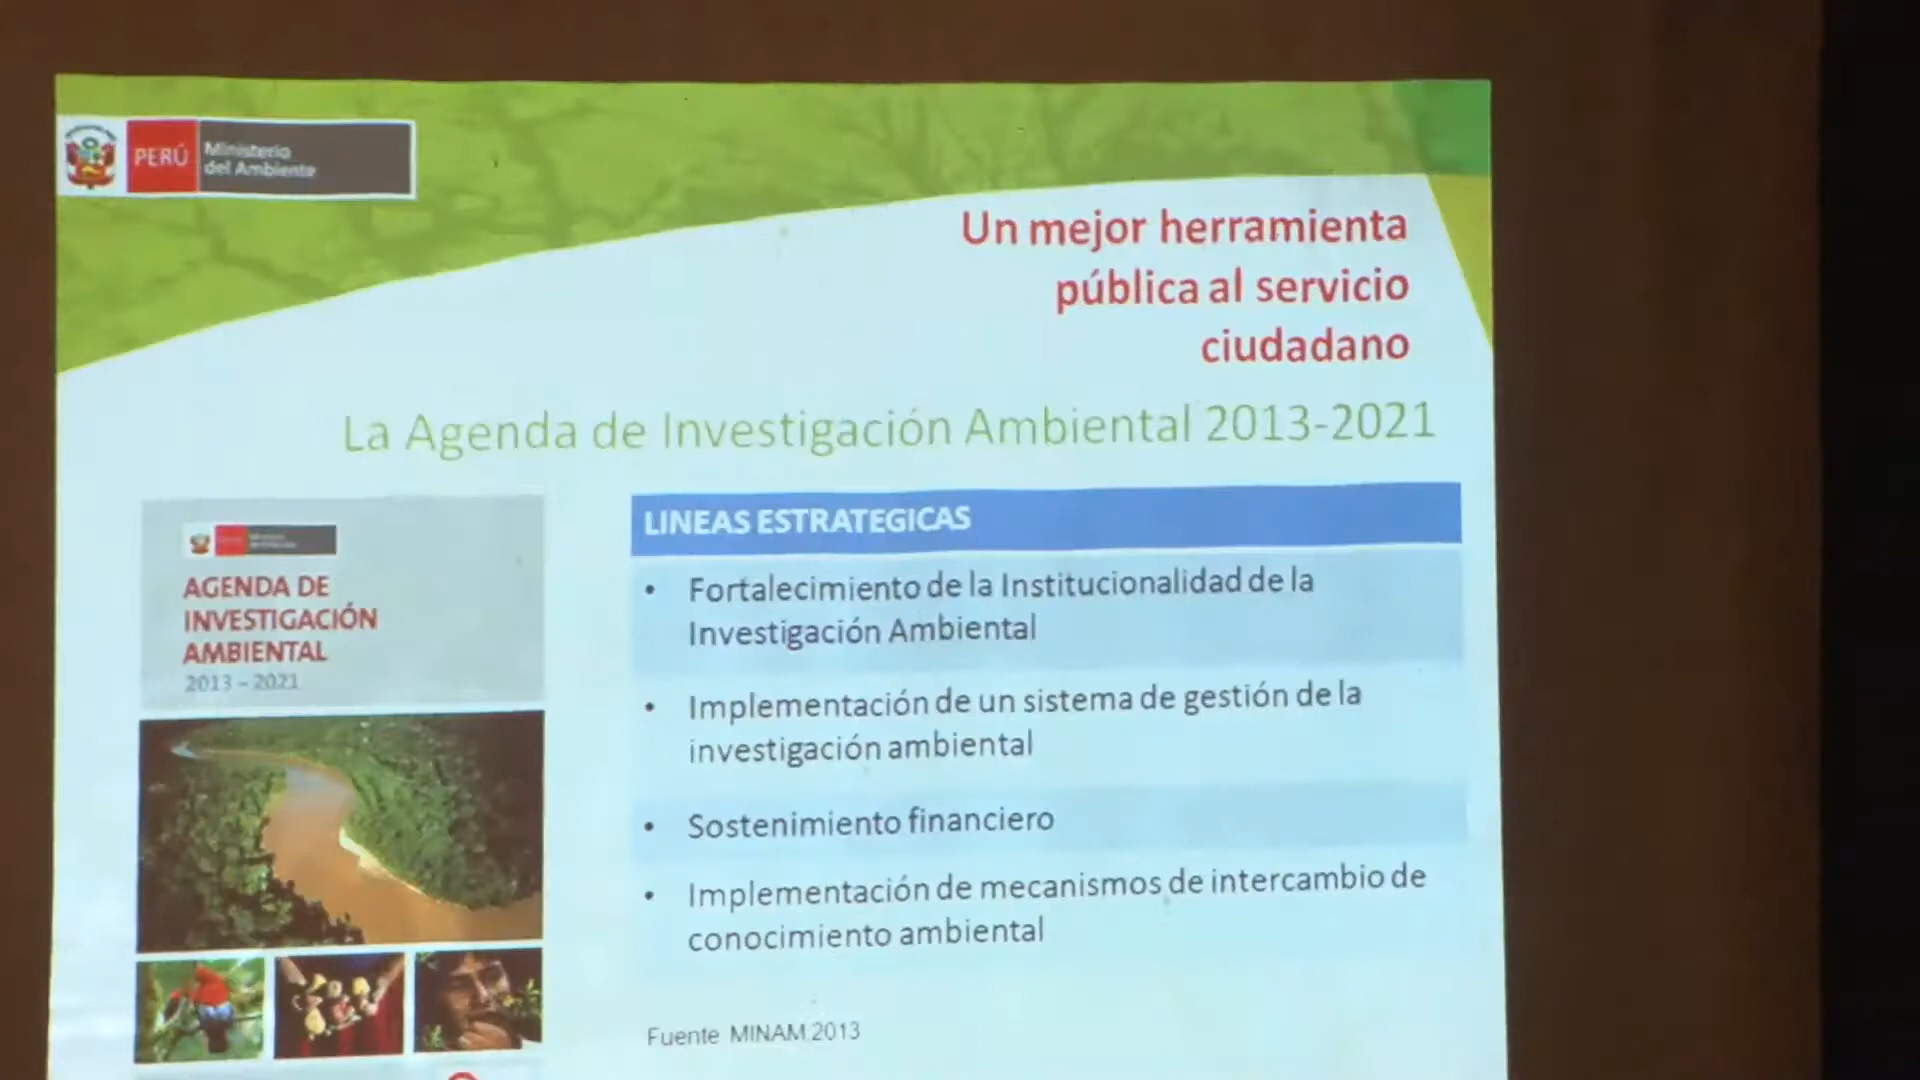 PERÚ
Ministerio
del Ambiente
Un mejor herramienta
pública al servicio
ciudadano
La Agenda de Investigación Ambiental 2013-2021
AGENDA DE
INVESTIGACIÓN
AMBIENTAL
2013 – 2021
LINEAS ESTRATEGICAS
• Fortalecimiento de la Institucionalidad de la
Investigación Ambiental
• Implementación de un sistema de gestión de la
investigación ambiental
• Sostenimiento financiero
• Implementación de mecanismos de intercambio de
conocimiento ambiental
Fuente MINAM 2013